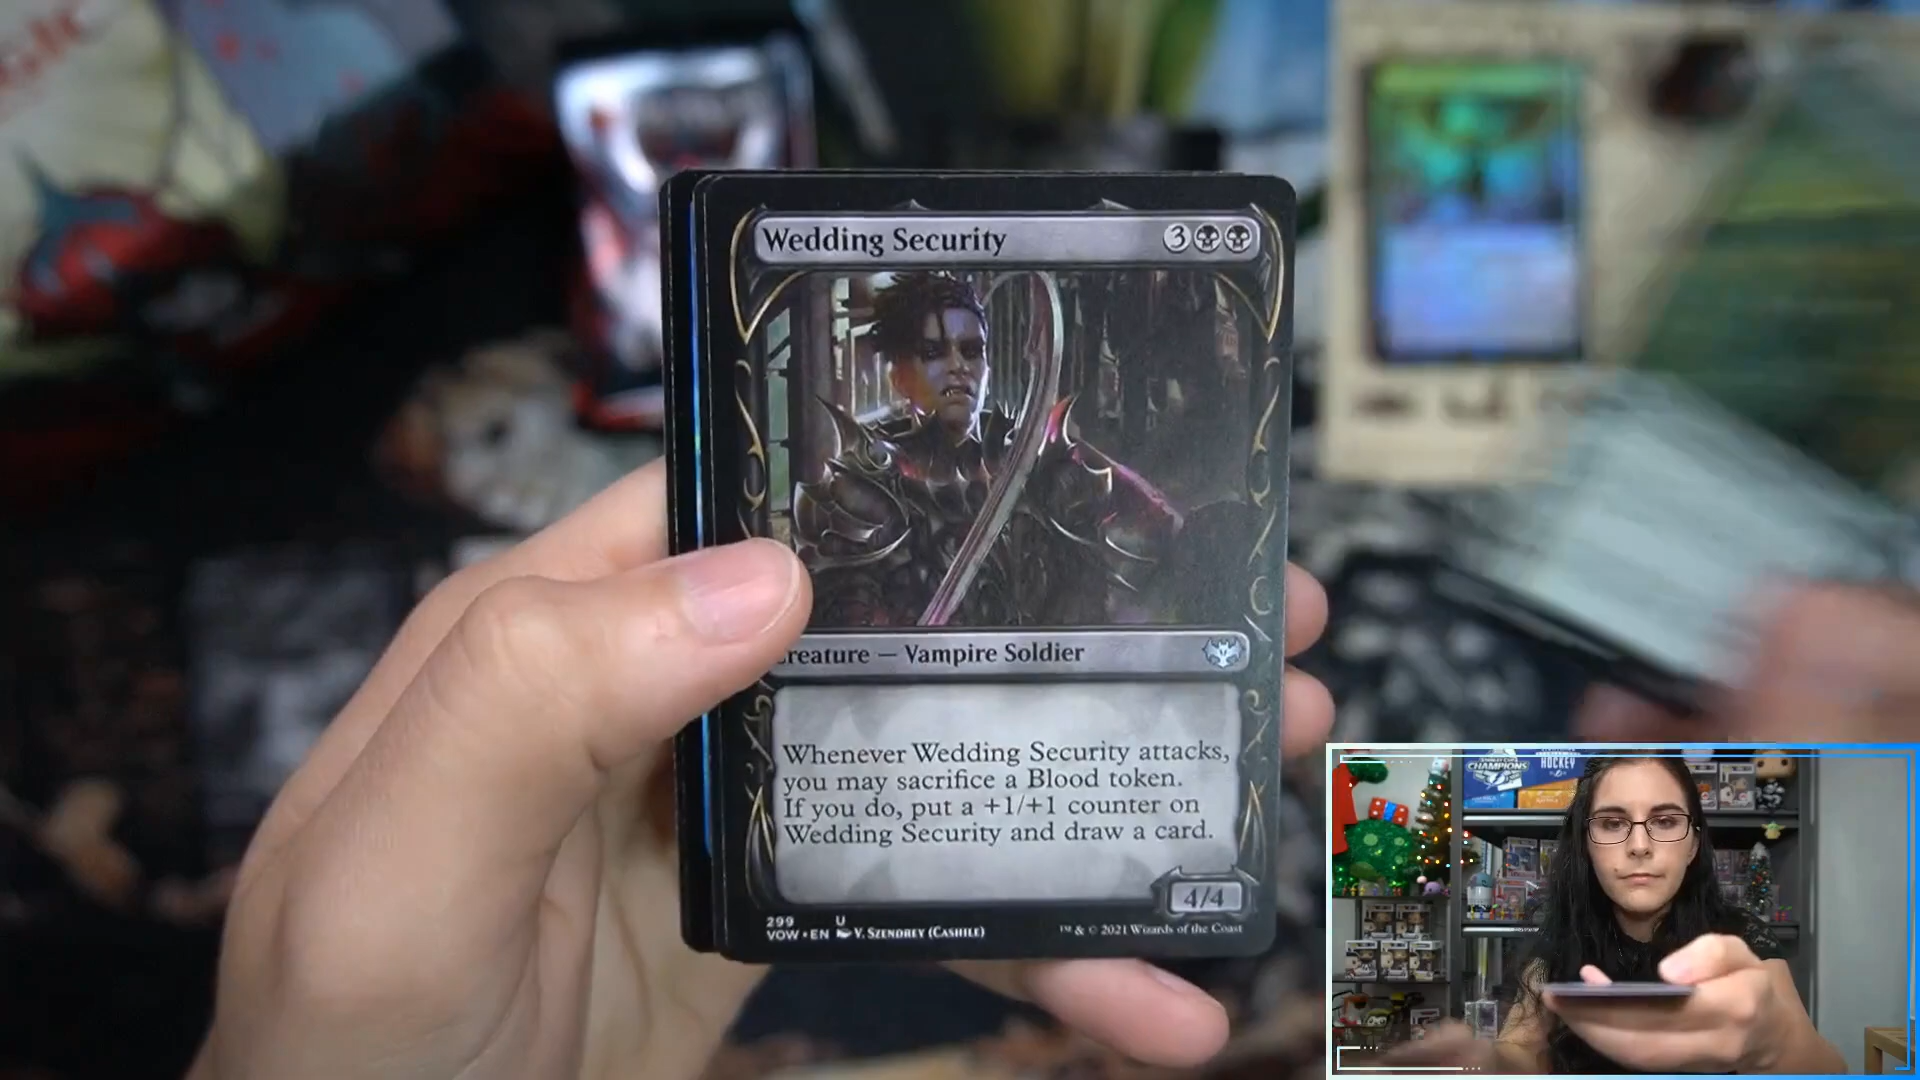 Wedding Security
3
Creature — Vampire Soldier
Whenever Wedding Security attacks,
you may sacrifice a Blood token.
If you do, put a +1/+1 counter on
Wedding Security and draw a card.
4/4
299 U
VOW • EN V. SZENDREY (CASHILE)
™ & © 2021 Wizards of the Coast
CHAMPIONS
HOCKEY